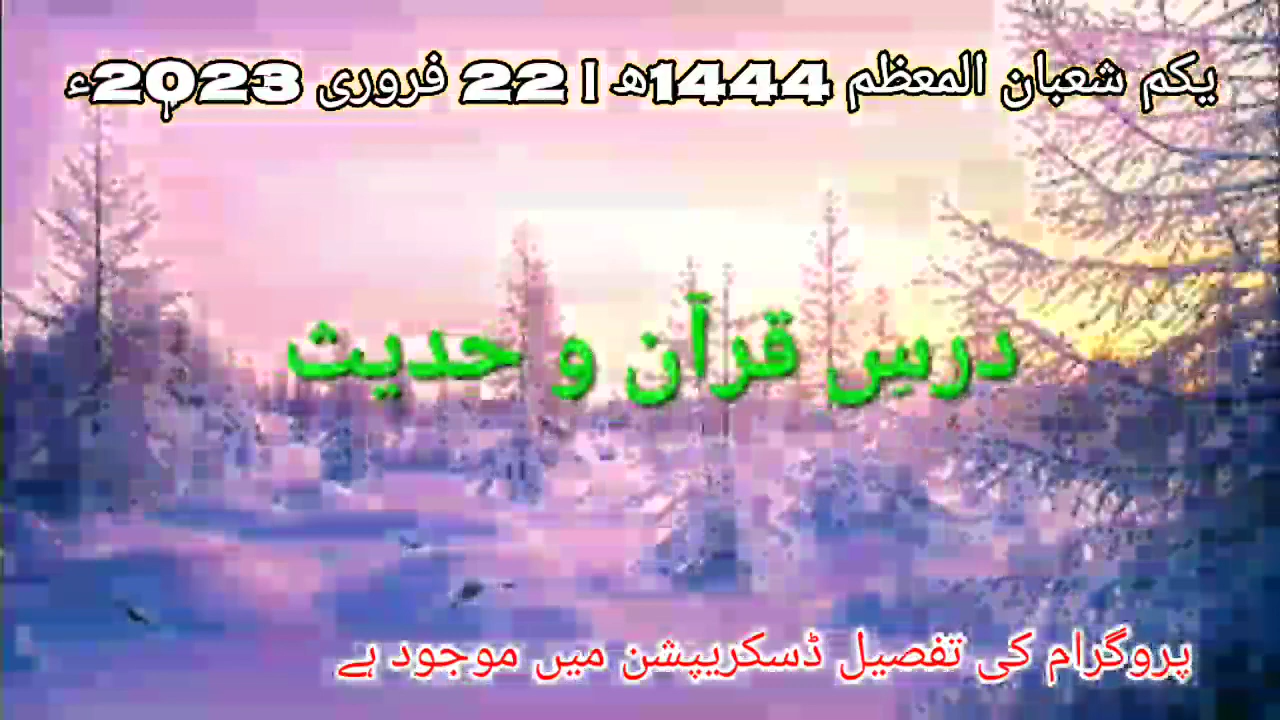 یکم شعبان المعظم 1444ھ | 22 فروری 2023ء
درسِ قرآن و حدیث
پروگرام کی تفصیل ڈسکریپشن میں موجود ہے